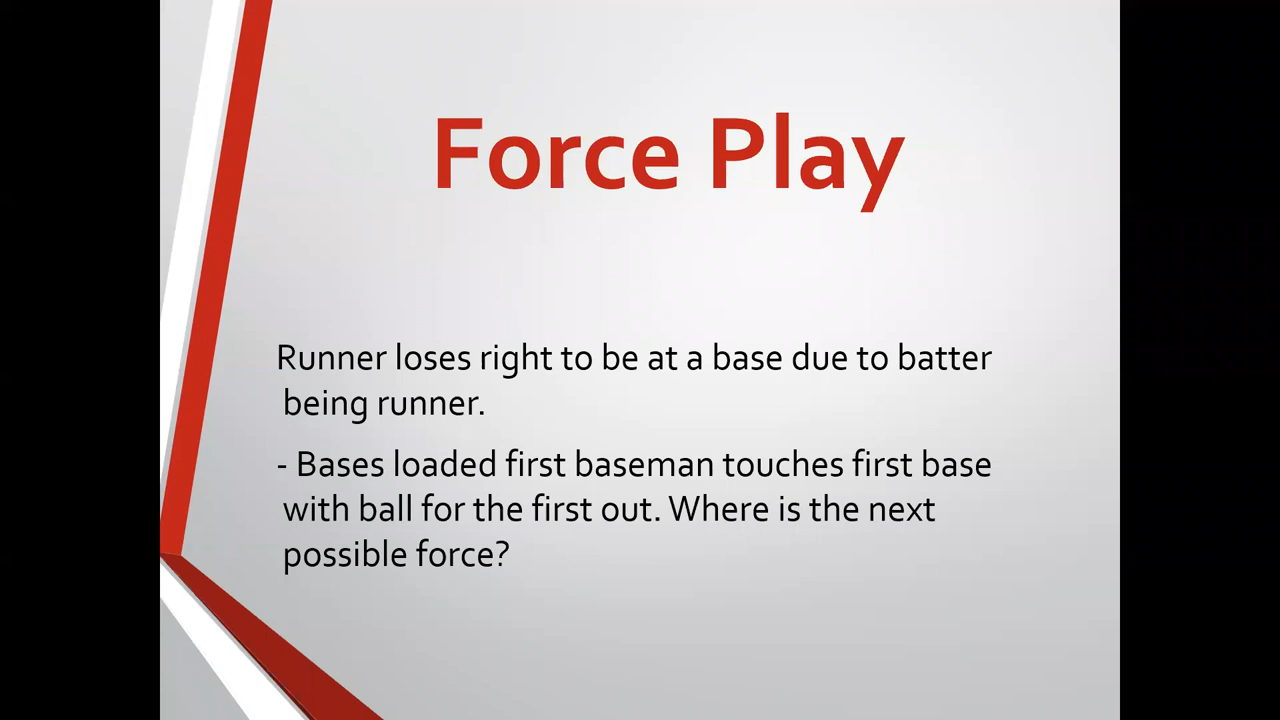 Force Play
Runner loses right to be at a base due to batter
being runner.
- Bases loaded first baseman touches first base
with ball for the first out. Where is the next
possible force?